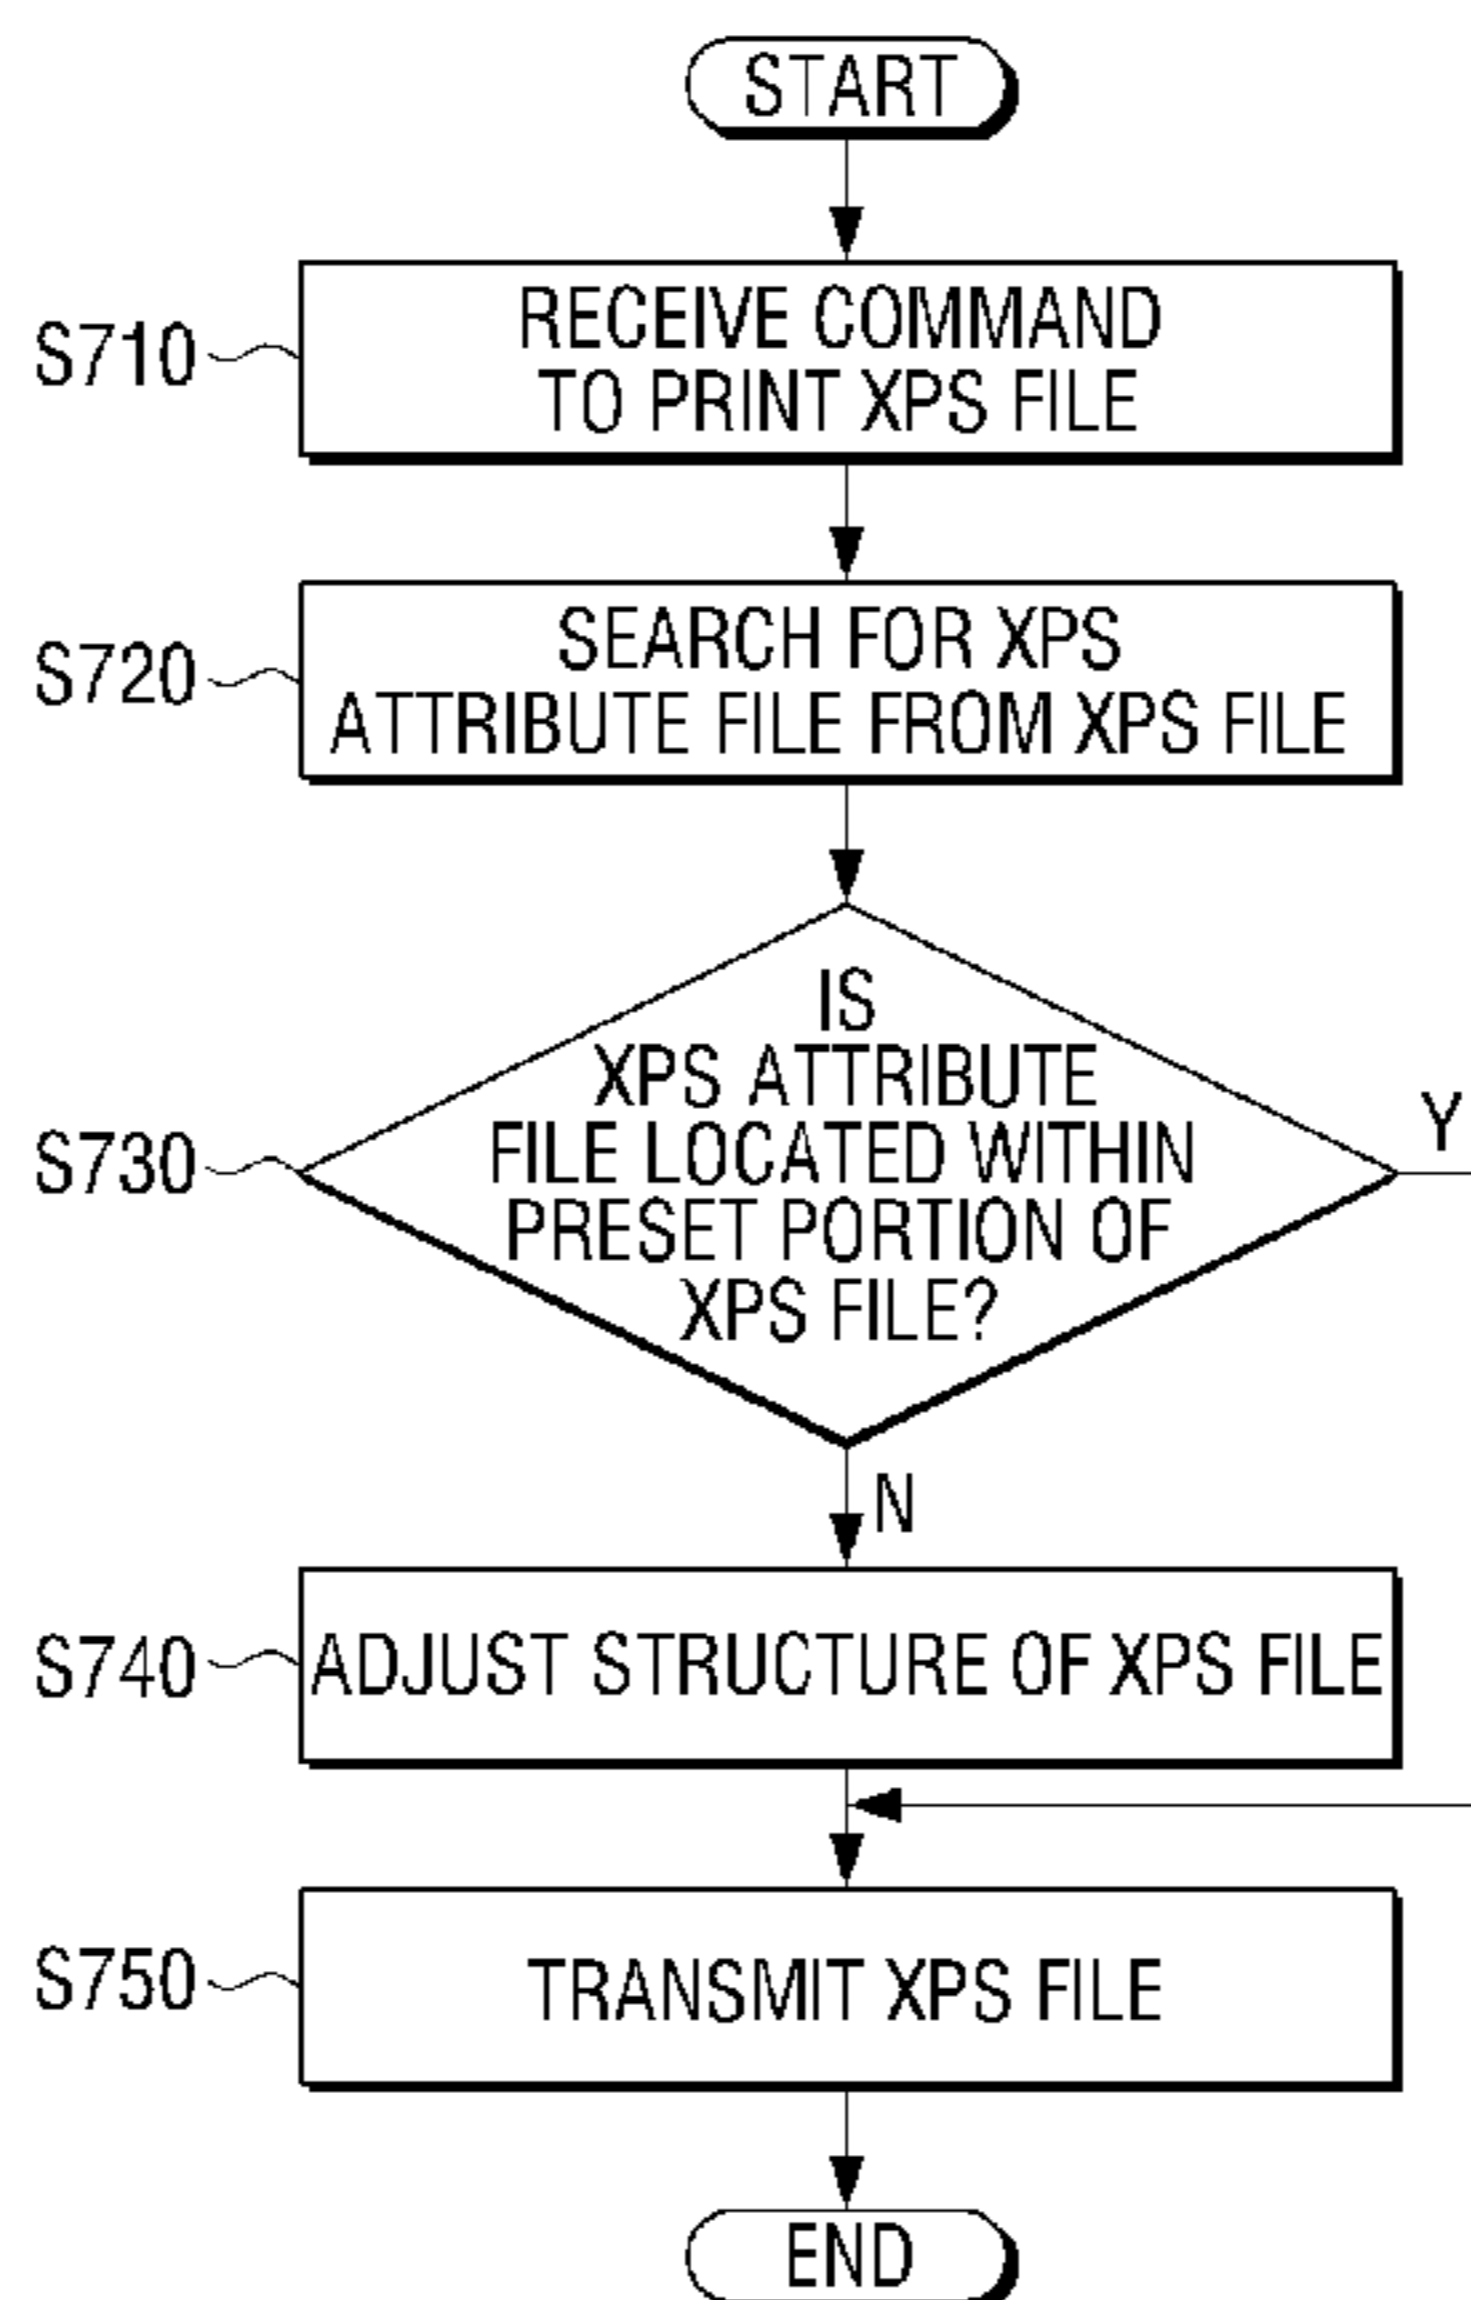 START
S710
RECEIVE COMMAND
TO PRINT XPS FILE
S720
SEARCH FOR XPS
ATTRIBUTE FILE FROM XPS FILE
S730
IS
XPS ATTRIBUTE
FILE LOCATED WITHIN
PRESET PORTION OF
XPS FILE?
Y
N
S740
ADJUST STRUCTURE OF XPS FILE
S750
TRANSMIT XPS FILE
END